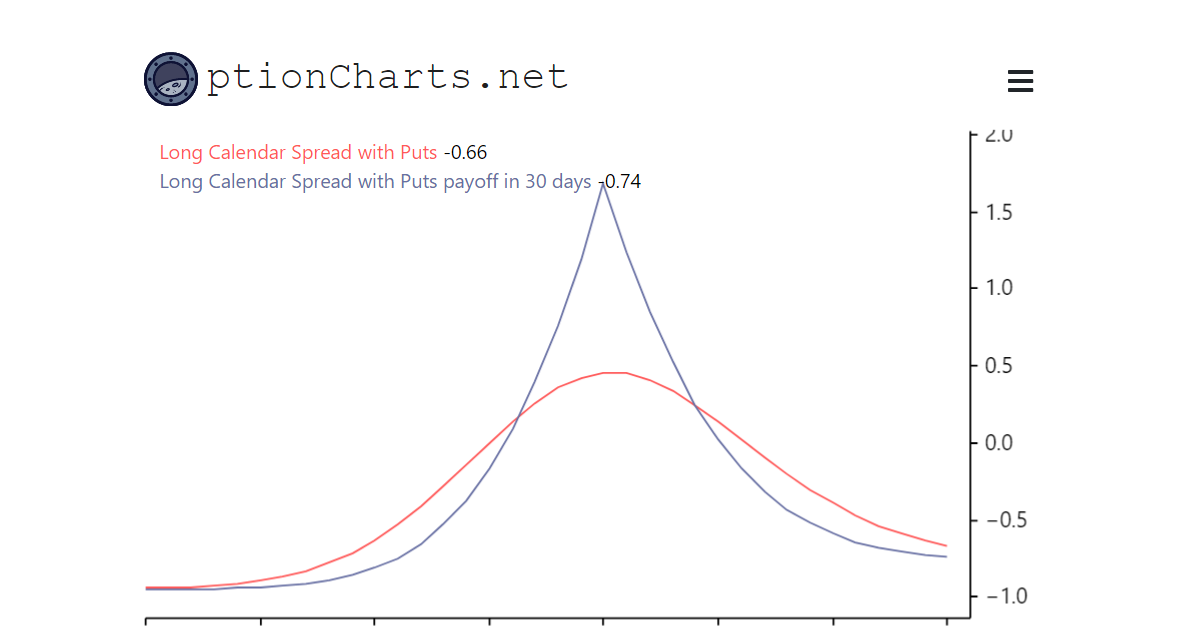 ptionCharts.net
Long Calendar Spread with Puts -0.66
Long Calendar Spread with Puts payoff in 30 days -0.74
2.0
1.5
1.0
0.5
0.0
−0.5
−1.0